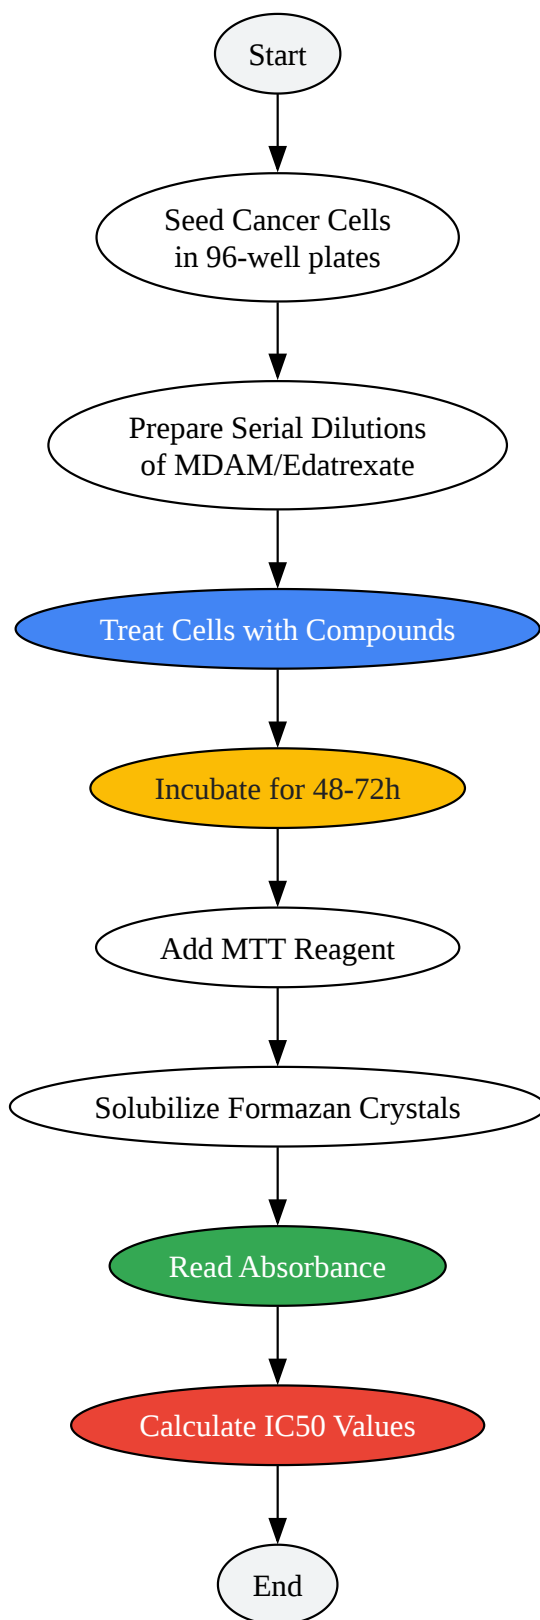 Start
Seed Cancer Cells
in 96-well plates
Prepare Serial Dilutions
of MDAM/Edatrexate
Treat Cells with Compounds
Incubate for 48-72h
Add MTT Reagent
Solubilize Formazan Crystals
Read Absorbance
Calculate IC50 Values
End